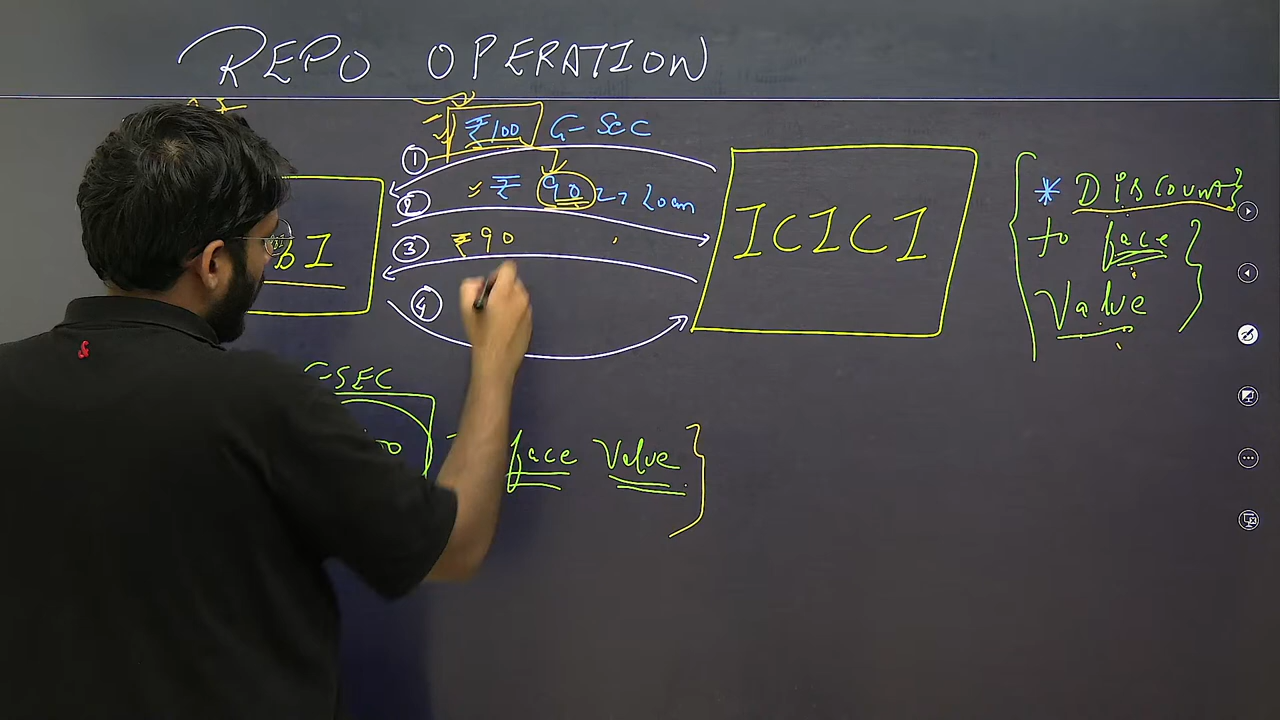 REPO OPERATION
① ₹100 G-Sec
② ₹ 90 → Loan
③ ₹90
④
bI
ICICI
* DISCOUNT
to face
Value
-SEC
face Value